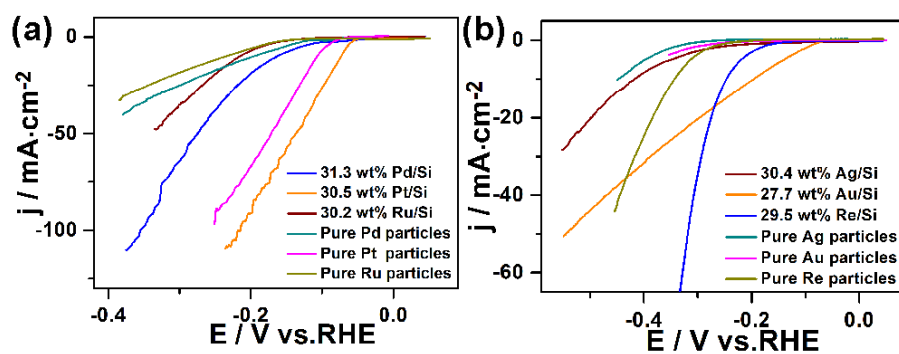 (a)
j / mA·cm-2
0
-50
-100
31.3 wt% Pd/Si
30.5 wt% Pt/Si
30.2 wt% Ru/Si
Pure Pd particles
Pure Pt particles
Pure Ru particles
-0.4
-0.2
0.0
E / V vs.RHE
(b)
j / mA·cm-2
0
-20
-40
-60
30.4 wt% Ag/Si
27.7 wt% Au/Si
29.5 wt% Re/Si
Pure Ag particles
Pure Au particles
Pure Re particles
-0.4
-0.2
0.0
E / V vs.RHE